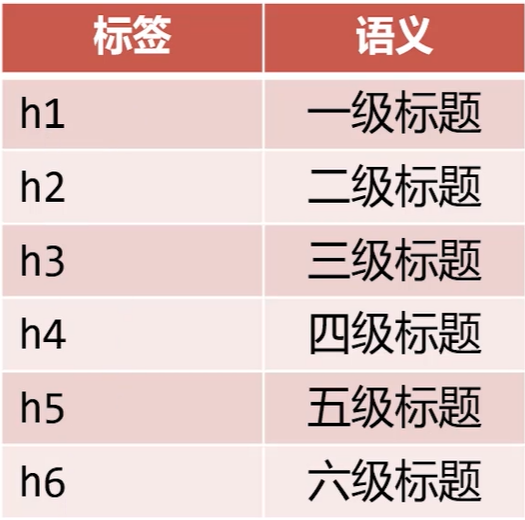 标签 语义
h1 一级标题
h2 二级标题
h3 三级标题
h4 四级标题
h5 五级标题
h6 六级标题